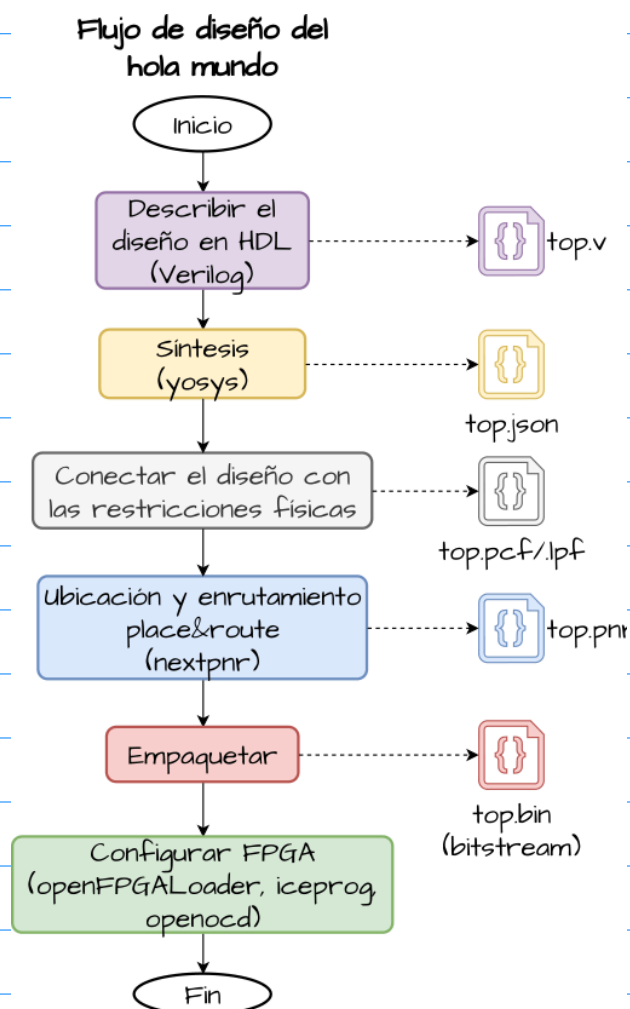 Flujo de diseño del
hola mundo
Inicio
Describir el
diseño en HDL
(Verilog)
top.v
Síntesis
(yosys)
top.json
Conectar el diseño con
las restricciones físicas
top.pcf/.lpf
Ubicación y enrutamiento
place&route
(nextpnr)
top.pnr
Empaquetar
top.bin
(bitstream)
Configurar FPGA
(openFPGALoader, iceprog,
openocd)
Fin